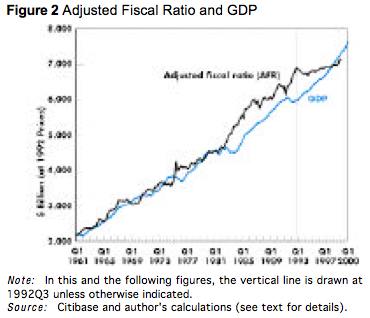 Figure 2 Adjusted Fiscal Ratio and GDP
8,000
7,000
6,000
5,000
4,000
3,000
2,000
$ Billion (at 1992 Prices)
Adjusted fiscal ratio (AFR)
GDP
Q1 Q1 Q1 Q1 Q1 Q1 Q1 Q1 Q1 Q1 Q1
1961 1965 1969 1973 1977 1981 1985 1989 1993 1997 2000
Note: In this and the following figures, the vertical line is drawn at
1992Q3 unless otherwise indicated.
Source: Citibase and author's calculations (see text for details).